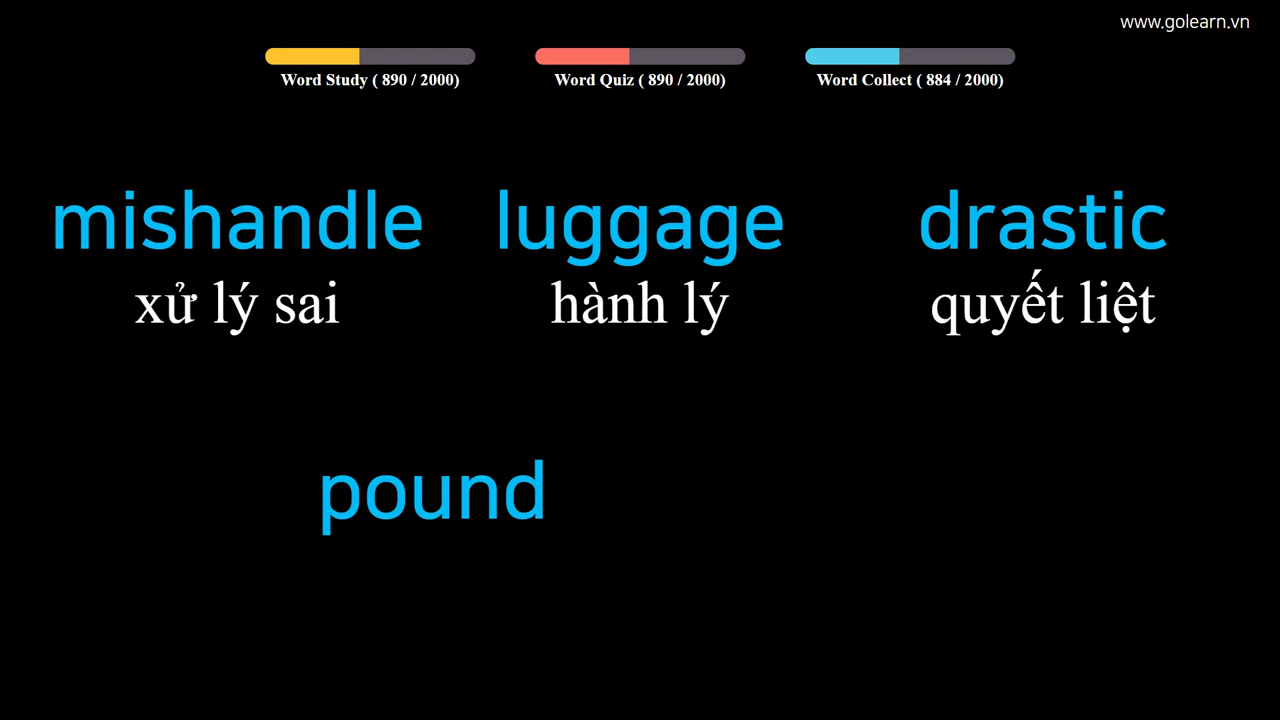 www.golearn.vn
Word Study ( 890 / 2000)
Word Quiz ( 890 / 2000)
Word Collect ( 884 / 2000)
mishandle
xử lý sai
luggage
hành lý
drastic
quyết liệt
pound